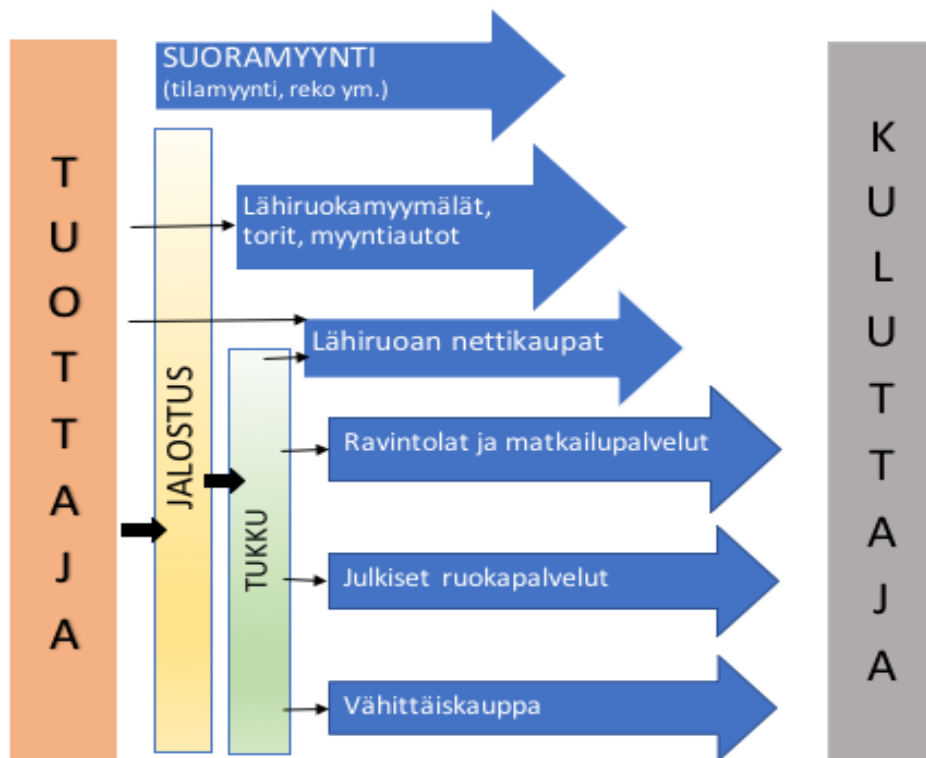 TUOTTAJA
SUORAMYYNTI
(tilamyynti, reko ym.)
JALOSTUS
Lähiruokamyymälät,
torit, myyntiautot
Lähiruoan nettikaupat
TUKKU
Ravintolat ja matkailupalvelut
Julkiset ruokapalvelut
Vähittäiskauppa
KULUTTAJA